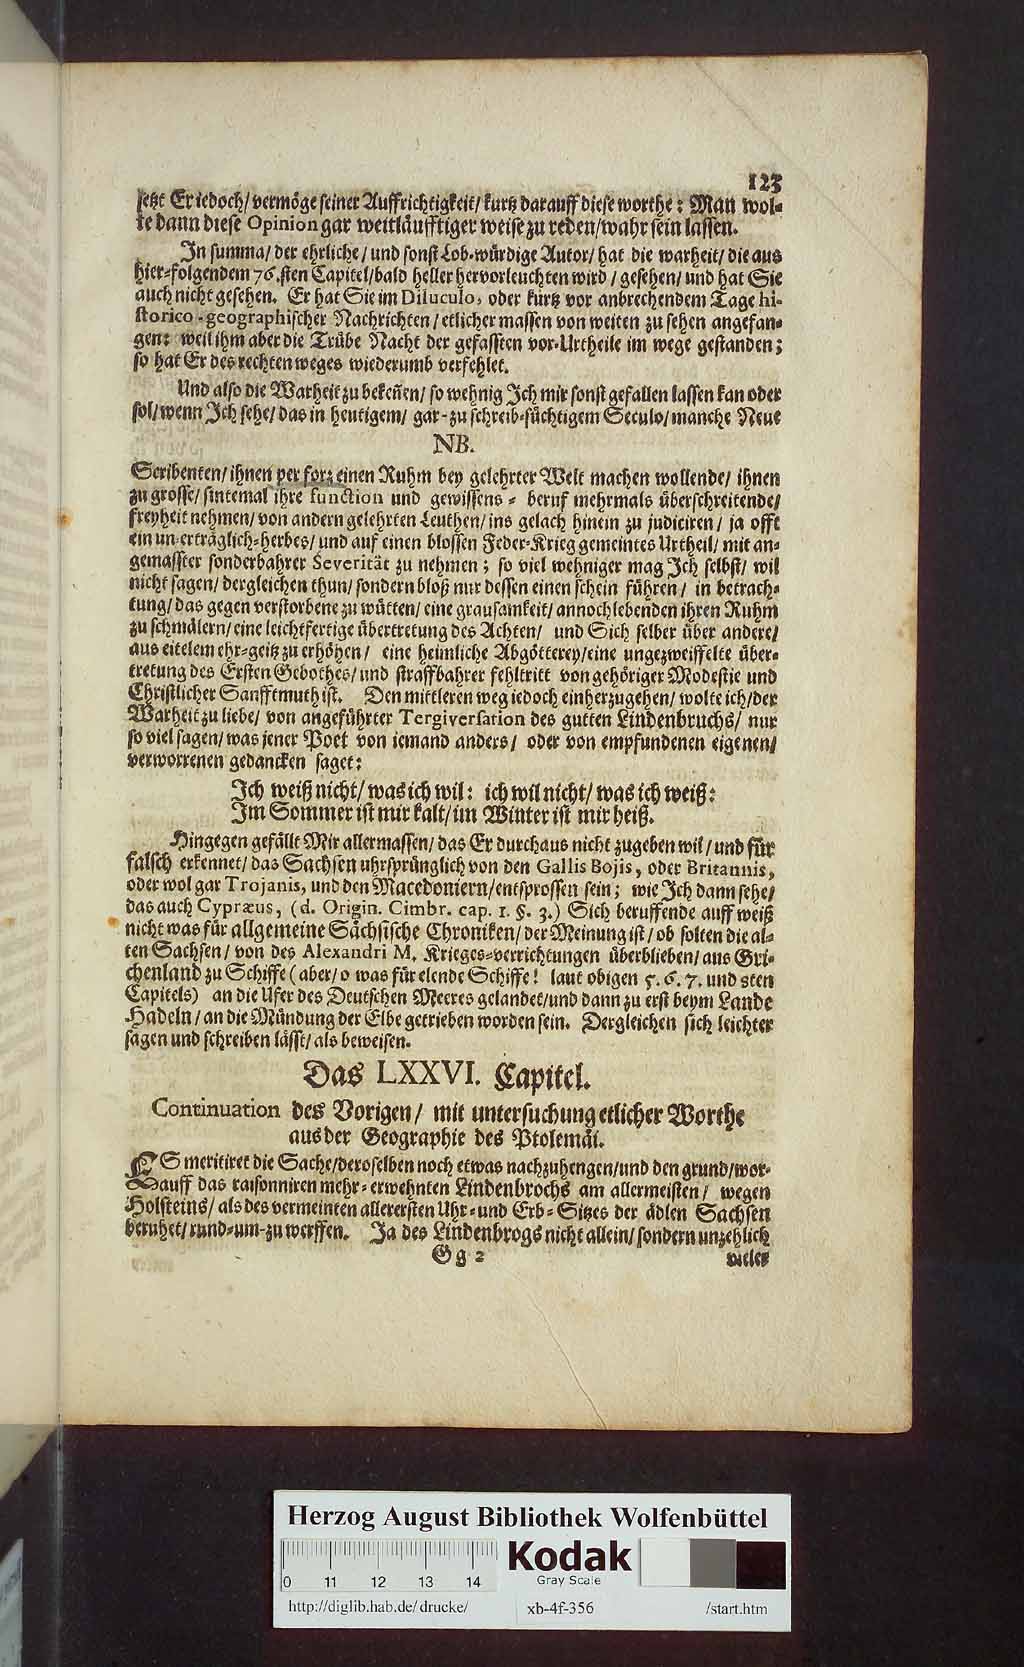 123
setzt Er iedoch/ vermöge seiner Auffrichtigkeit/ kurtz darauff diese worthe: Man wol-
te dann diese Opinion gar weitläufftiger weise zu reden/ wahr sein lassen.
In summa/ der ehrliche/ und sonst Lob-würdige Autor/ hat die warheit/ die aus
hier-folgendem 76.sten Capitel/ bald heller hervorleuchten wird/ gesehen/ und hat Sie
auch nicht gesehen. Er hat Sie im Diluculo, oder kurtz vor anbrechendem Tage hi-
storico-geographischer Nachrichten/ etlicher massen von weiten zu sehen angefan-
gen: weil ihm aber die Trübe Nacht der gefassten vor-Urtheile im wege gestanden;
so hat Er des rechten weges wiederumb verfehlet.
Und also die Warheit zu bekeñen/ so wehnig Ich mir sonst gefallen lassen kan oder
sol/ wenn Ich sehe/ das in heutigem/ gar-zu schreib-süchtigem Seculo/ manche Neue
NB.
Scribenten/ ihnen per forz einen Ruhm bey gelehrter Welt machen wollende/ ihnen
zu grosse/ sintemal ihre function und gewissens-beruf mehrmals überschreitende/
freyheit nehmen/ von andern gelehrten Leuthen/ ins gelach hinein zu judiciren/ ja offt
ein un-erträglich-herbes/ und auf einen blossen Feder-Krieg gemeintes Urtheil/ mit an-
gemasster sonderbahrer Severität zu nehmen; so viel wehniger mag Ich selbst/ wil
nicht sagen/ dergleichen thun/ sondern bloß nur dessen einen schein führen/ in betrach-
tung/ das gegen verstorbene zu wütten/ eine grausamkeit/ annoch lebenden ihren Ruhm
zu schmälern/ eine leichtfertige übertretung des Achten/ und Sich selber über andere/
aus eitelem ehr-geitz zu erhöhen/ eine heimliche Abgötterey/ eine ungezweiffelte über-
tretung des Ersten Gebothes/ und straffbahrer fehltritt von gehöriger Modestie und
Christlicher Sanfftmuth ist. Den mittleren weg iedoch einherzugehen/ wolte ich/ der
Warheit zu liebe/ von angeführter Tergiversation des gutten Lindenbruchs/ nur
so viel sagen/ was jener Poet von iemand anders/ oder von empfundenen eigenen/
verworrenen gedancken saget:
Ich weiß nicht/ was ich wil: ich wil nicht/ was ich weiß:
Im Sommer ist mir kalt/ im Winter ist mir heiß.
Hingegen gefällt Mir allermassen/ das Er durchaus nicht zugeben wil/ und für
falsch erkennet/ das Sachsen uhrsprünglich von den Gallis Bojis, oder Britannis,
oder wol gar Trojanis, und den Macedoniern/ entsprossen sein; wie Ich dann sehe/
das auch Cypræus, (d. Origin. Cimbr. cap. 1. §. 3.) Sich beruffende auff weiß
nicht was für allgemeine Sächsische Chroniken/ der Meinung ist/ ob solten die al-
ten Sachsen/ von des Alexandri M. Krieges-verrichtungen überblieben/ aus Gri-
chenland zu Schiffe (aber/ o was für elende Schiffe! laut obigen 5. 6. 7. und 8ten
Capitels) an die Ufer des Deutschen Meeres gelandet/ und dann zu erst beym Lande
Hadeln/ an die Mündung der Elbe getrieben worden sein. Dergleichen sich leichter
sagen und schreiben lässt/ als beweisen.
Das LXXVI. Capitel.
Continuation des Vorigen/ mit untersuchung etlicher Worthe
aus der Geographie des Ptolemäi.
ES meritiret die Sache/ deroselben noch etwas nachzuhengen/ und den grund/ wor-
auff das raisonniren mehr-erwehnten Lindenbrochs am allermeisten/ wegen
Holsteins/ als des vermeinten allerersten Uhr- und Erb-Sitzes der ädlen Sachsen
beruhet/ rund-um-zu werffen. Ja des Lindenbrogs nicht allein/ sondern unzehlich
Gg 2 vieler
Herzog August Bibliothek Wolfenbüttel
0 11 12 13 14
Kodak
Gray Scale
http://diglib.hab.de/drucke/ xb-4f-356 /start.htm